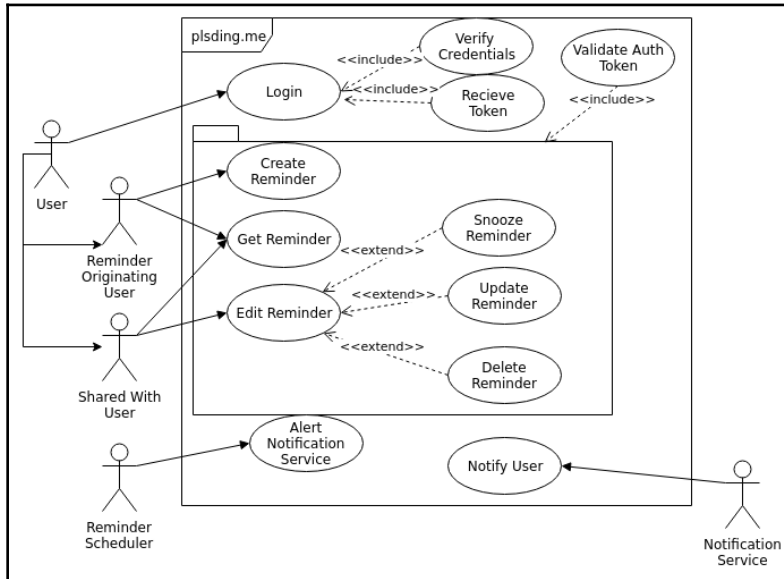 plsding.me
Verify
Credentials
Validate Auth
Token
<<include>>
Login
<<include>>
Recieve
Token
<<include>>
User
Create
Reminder
Reminder
Originating
User
Get Reminder
Snooze
Reminder
<<extend>>
Edit Reminder
<<extend>>
Update
Reminder
<<extend>>
Delete
Reminder
Shared With
User
Alert
Notification
Service
Notify User
Reminder
Scheduler
Notification
Service